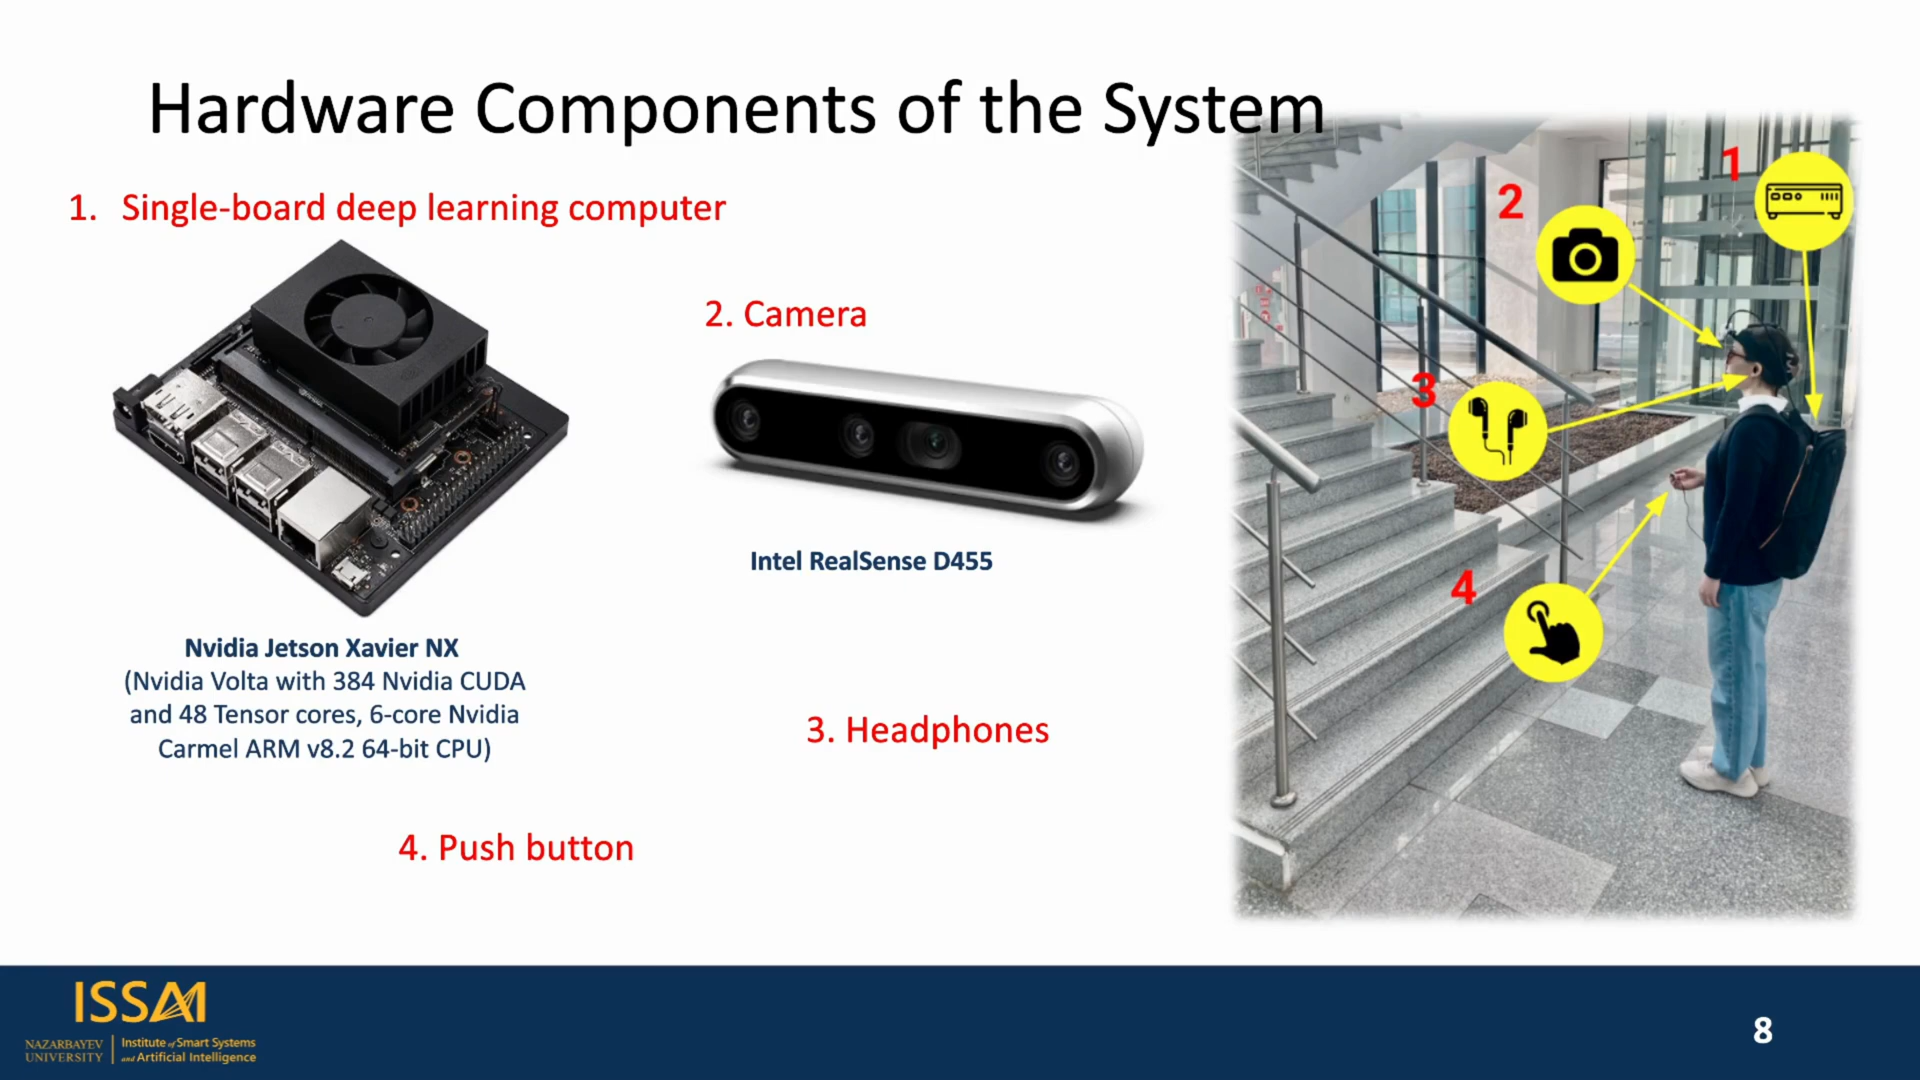 Hardware Components of the System
1. Single-board deep learning computer
2. Camera
Intel RealSense D455
Nvidia Jetson Xavier NX
(Nvidia Volta with 384 Nvidia CUDA
and 48 Tensor cores, 6-core Nvidia
Carmel ARM v8.2 64-bit CPU)
3. Headphones
4. Push button
1
2
3
4
ISSAI
NAZARBAYEV
UNIVERSITY
Institute of Smart Systems
and Artificial Intelligence
8